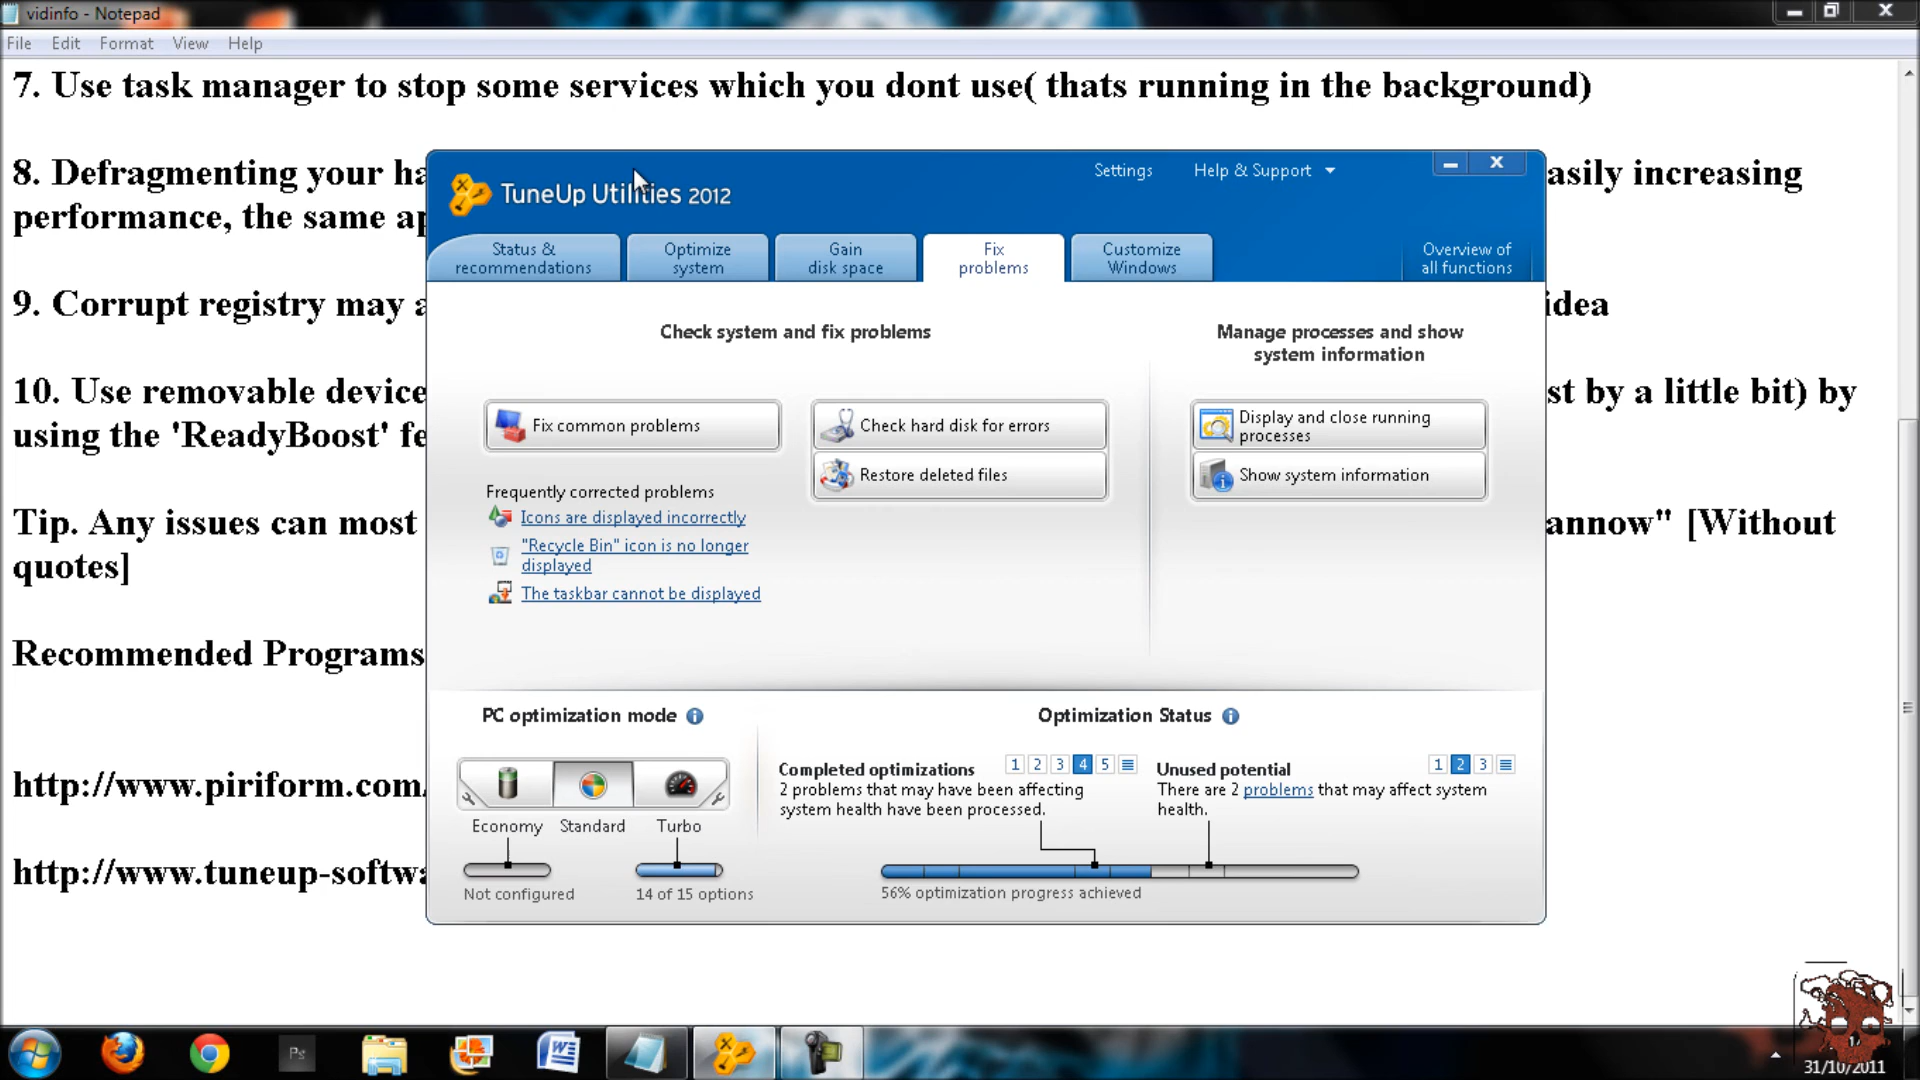 vidinfo - Notepad
File Edit Format View Help
7. Use task manager to stop some services which you dont use( thats running in the background)
8. Defragmenting your ha
asily increasing
performance, the same ap
9. Corrupt registry may a
idea
10. Use removable device
st by a little bit) by
using the 'ReadyBoost' fe
Tip. Any issues can most
annow" [Without
quotes]
Recommended Programs
http://www.piriform.com/
http://www.tuneup-softwa
TuneUp Utilities 2012
Settings
Help & Support
Status &
recommendations
Optimize
system
Gain
disk space
Fix
problems
Customize
Windows
Overview of
all functions
Check system and fix problems
Manage processes and show
system information
Fix common problems
Check hard disk for errors
Restore deleted files
Display and close running
processes
Show system information
Frequently corrected problems
Icons are displayed incorrectly
"Recycle Bin" icon is no longer
displayed
The taskbar cannot be displayed
PC optimization mode
Economy Standard Turbo
Not configured
14 of 15 options
Optimization Status
Completed optimizations
1 2 3 4 5
2 problems that may have been affecting
system health have been processed.
Unused potential
1 2 3
There are 2 problems that may affect system
health.
56% optimization progress achieved
Ps
31/10/2011